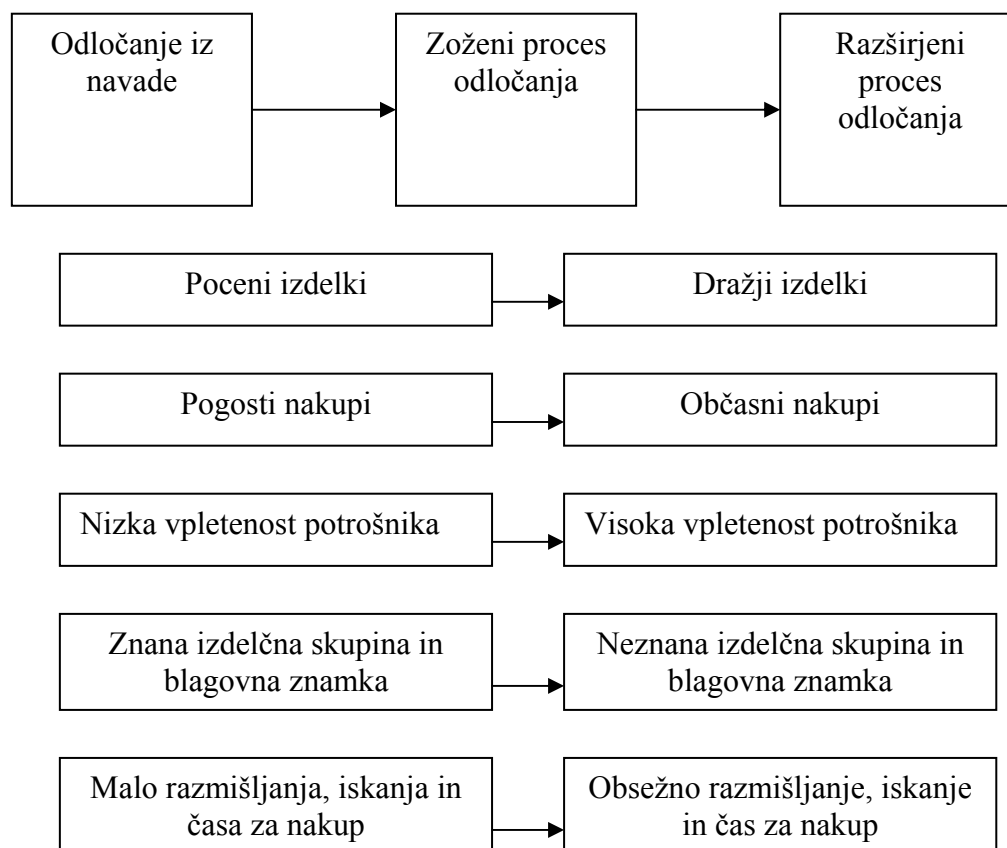 Odločanje iz
navade
Zoženi proces
odločanja
Razširjeni
proces
odločanja
Poceni izdelki
Dražji izdelki
Pogosti nakupi
Občasni nakupi
Nizka vpletenost potrošnika
Visoka vpletenost potrošnika
Znana izdelčna skupina in
blagovna znamka
Neznana izdelčna skupina in
blagovna znamka
Malo razmišljanja, iskanja in
časa za nakup
Obsežno razmišljanje, iskanje
in čas za nakup